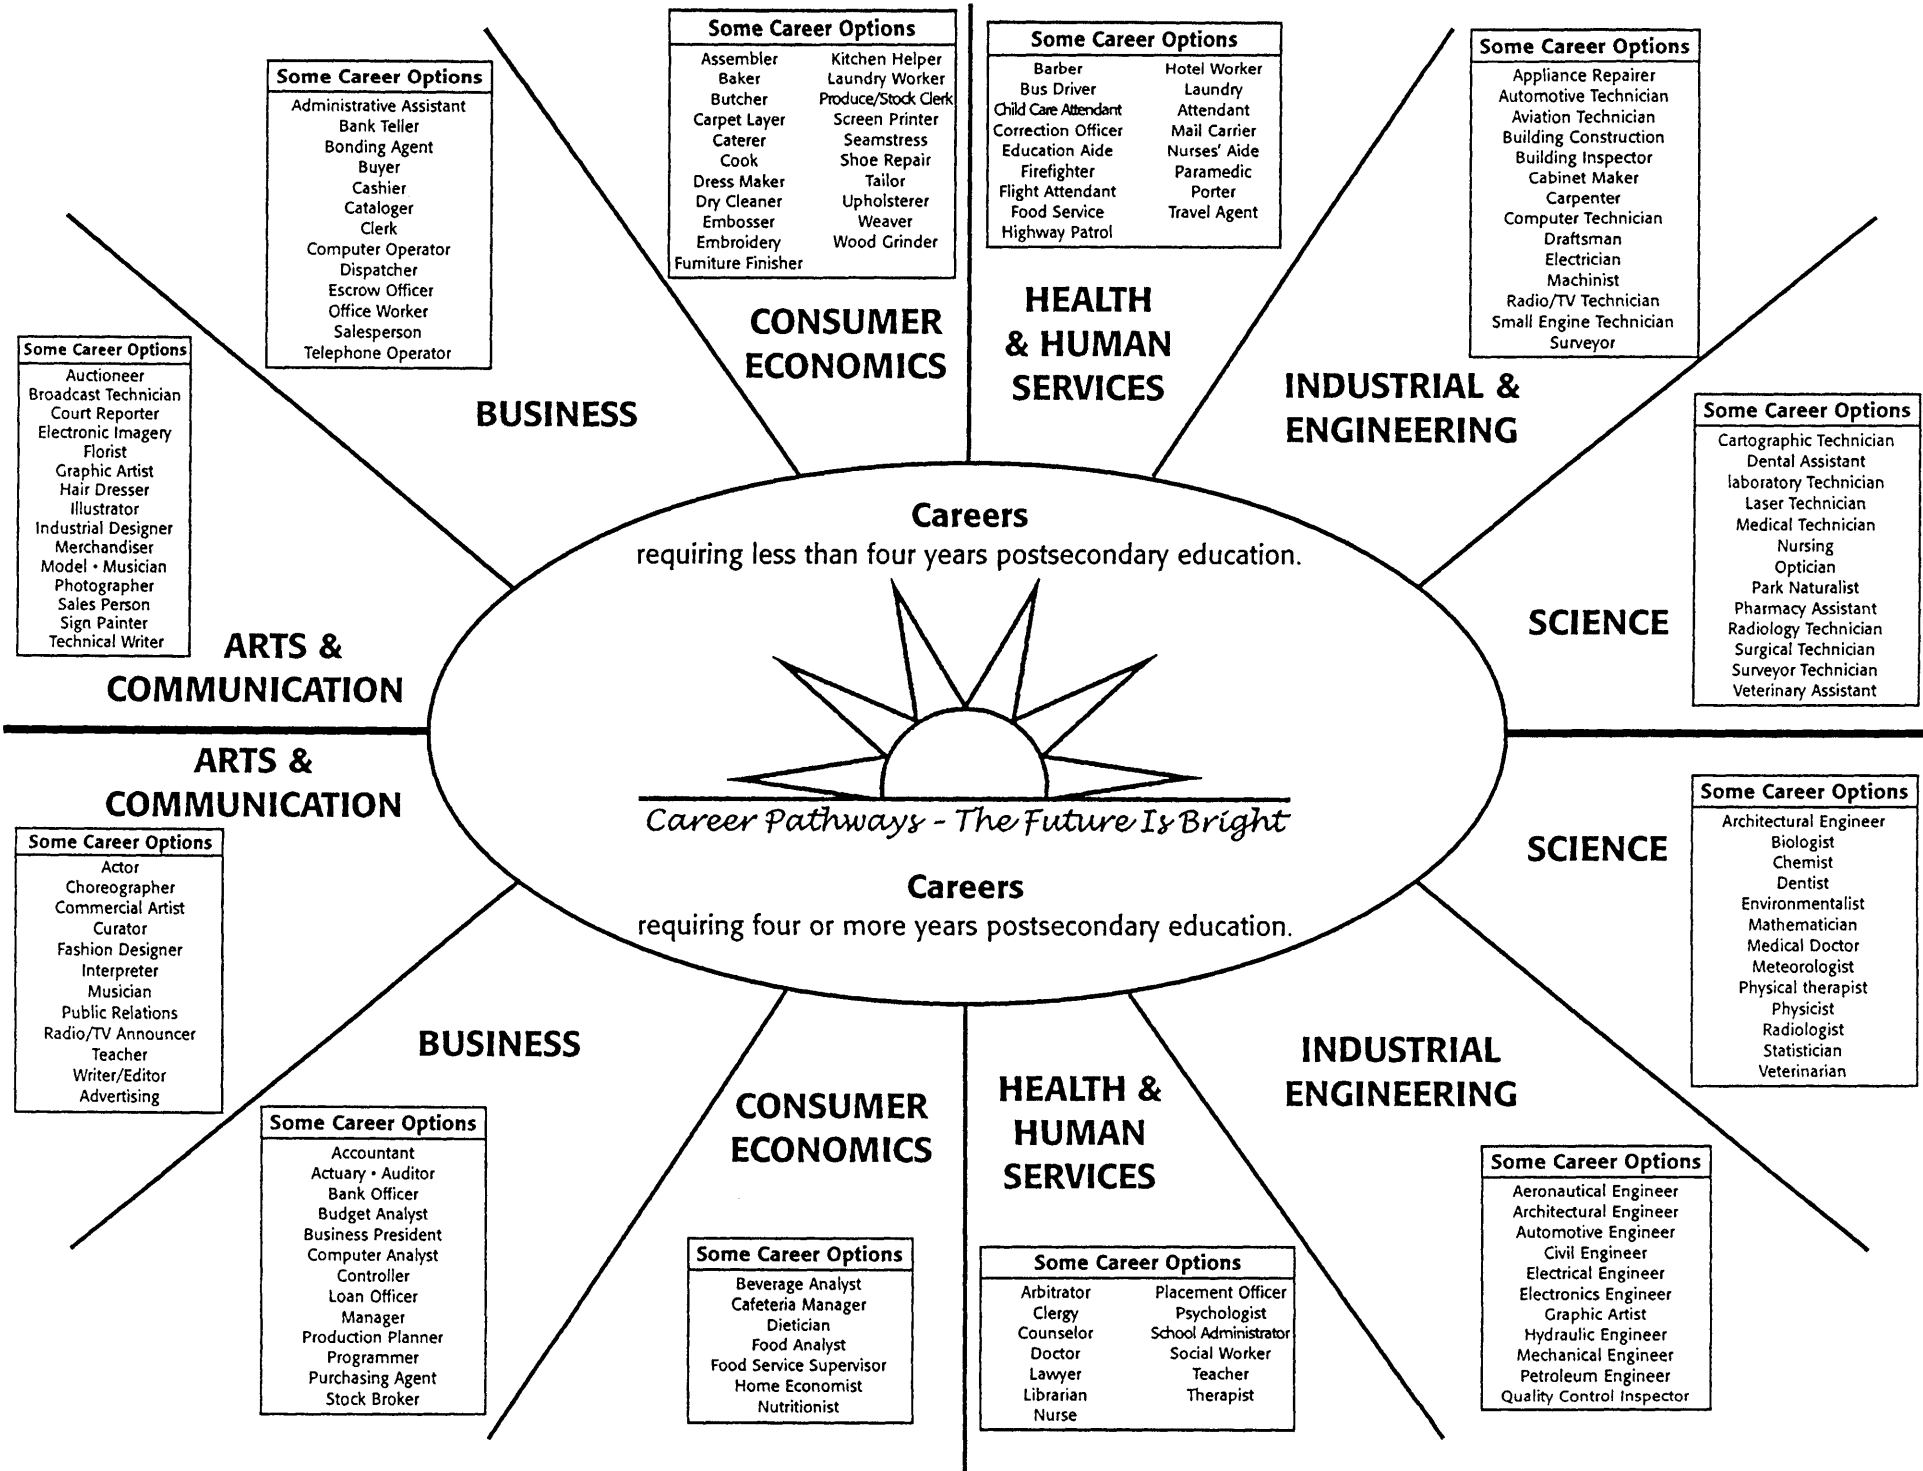 Some Career Options
Administrative Assistant
Bank Teller
Bonding Agent
Buyer
Cashier
Cataloger
Clerk
Computer Operator
Dispatcher
Escrow Officer
Office Worker
Salesperson
Telephone Operator
BUSINESS
Some Career Options
Assembler
Baker
Butcher
Carpet Layer
Caterer
Cook
Dress Maker
Dry Cleaner
Embosser
Embroidery
Furniture Finisher
Kitchen Helper
Laundry Worker
Produce/Stock Clerk
Screen Printer
Seamstress
Shoe Repair
Tailor
Upholsterer
Weaver
Wood Grinder
CONSUMER
ECONOMICS
Some Career Options
Barber
Bus Driver
Child Care Attendant
Correction Officer
Education Aide
Firefighter
Flight Attendant
Food Service
Highway Patrol
Hotel Worker
Laundry
Attendant
Mail Carrier
Nurses' Aide
Paramedic
Porter
Travel Agent
HEALTH
& HUMAN
SERVICES
Some Career Options
Appliance Repairer
Automotive Technician
Aviation Technician
Building Construction
Building Inspector
Cabinet Maker
Carpenter
Computer Technician
Draftsman
Electrician
Machinist
Radio/TV Technician
Small Engine Technician
Surveyor
INDUSTRIAL &
ENGINEERING
Some Career Options
Auctioneer
Broadcast Technician
Court Reporter
Electronic Imagery
Florist
Graphic Artist
Hair Dresser
Illustrator
Industrial Designer
Merchandiser
Model • Musician
Photographer
Sales Person
Sign Painter
Technical Writer
ARTS &
COMMUNICATION
Some Career Options
Cartographic Technician
Dental Assistant
laboratory Technician
Laser Technician
Medical Technician
Nursing
Optician
Park Naturalist
Pharmacy Assistant
Radiology Technician
Surgical Technician
Surveyor Technician
Veterinary Assistant
SCIENCE
Careers
requiring less than four years postsecondary education.
Career Pathways - The Future Is Bright
Careers
requiring four or more years postsecondary education.
ARTS &
COMMUNICATION
Some Career Options
Actor
Choreographer
Commercial Artist
Curator
Fashion Designer
Interpreter
Musician
Public Relations
Radio/TV Announcer
Teacher
Writer/Editor
Advertising
BUSINESS
Some Career Options
Accountant
Actuary • Auditor
Bank Officer
Budget Analyst
Business President
Computer Analyst
Controller
Loan Officer
Manager
Production Planner
Programmer
Purchasing Agent
Stock Broker
CONSUMER
ECONOMICS
Some Career Options
Beverage Analyst
Cafeteria Manager
Dietician
Food Analyst
Food Service Supervisor
Home Economist
Nutritionist
HEALTH &
HUMAN
SERVICES
Some Career Options
Arbitrator
Clergy
Counselor
Doctor
Lawyer
Librarian
Nurse
Placement Officer
Psychologist
School Administrator
Social Worker
Teacher
Therapist
INDUSTRIAL
ENGINEERING
Some Career Options
Aeronautical Engineer
Architectural Engineer
Automotive Engineer
Civil Engineer
Electrical Engineer
Electronics Engineer
Graphic Artist
Hydraulic Engineer
Mechanical Engineer
Petroleum Engineer
Quality Control Inspector
SCIENCE
Some Career Options
Architectural Engineer
Biologist
Chemist
Dentist
Environmentalist
Mathematician
Medical Doctor
Meteorologist
Physical therapist
Physicist
Radiologist
Statistician
Veterinarian